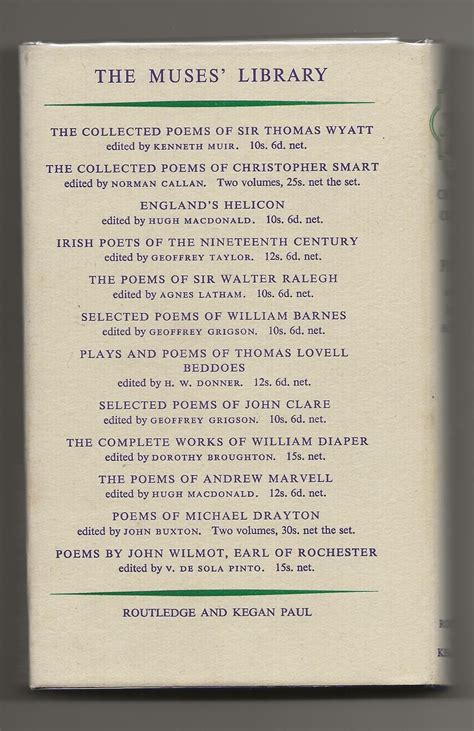 THE MUSES' LIBRARY
THE COLLECTED POEMS OF SIR THOMAS WYATT
edited by KENNETH MUIR. 10s. 6d. net.
THE COLLECTED POEMS OF CHRISTOPHER SMART
edited by NORMAN CALLAN. Two volumes, 25s. net the set.
ENGLAND'S HELICON
edited by HUGH MACDONALD. 10s. 6d. net.
IRISH POETS OF THE NINETEENTH CENTURY
edited by GEOFFREY TAYLOR. 12s. 6d. net.
THE POEMS OF SIR WALTER RALEGH
edited by AGNES LATHAM. 10s. 6d. net.
SELECTED POEMS OF WILLIAM BARNES
edited by GEOFFREY GRIGSON. 10s. 6d. net.
PLAYS AND POEMS OF THOMAS LOVELL
BEDDOES
edited by H. W. DONNER. 12s. 6d. net.
SELECTED POEMS OF JOHN CLARE
edited by GEOFFREY GRIGSON. 10s. 6d. net.
THE COMPLETE WORKS OF WILLIAM DIAPER
edited by DOROTHY BROUGHTON. 15s. net.
THE POEMS OF ANDREW MARVELL
edited by HUGH MACDONALD. 12s. 6d. net.
POEMS OF MICHAEL DRAYTON
edited by JOHN BUXTON. Two volumes, 30s. net the set.
POEMS BY JOHN WILMOT, EARL OF ROCHESTER
edited by V. DE SOLA PINTO. 15s. net.
ROUTLEDGE AND KEGAN PAUL